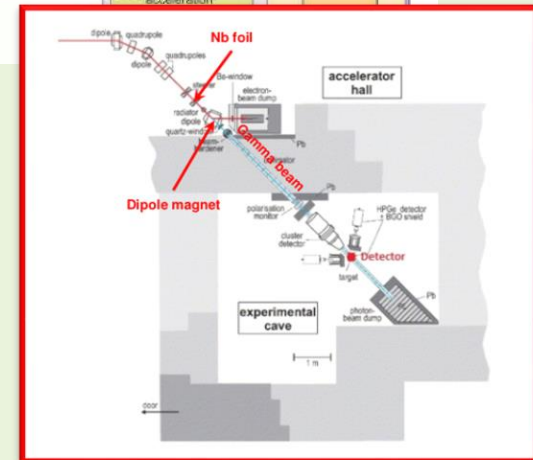 acceleration
dipole
quadrupole
dipole
quadrupoles
Nb foil
steerer
radiator
dipole
quartz-window
beam-
hardener
Be-window
electron-
beam dump
Pb
accelerator
hall
Dipole magnet
Gamma beam
Pb
polarisation
monitor
cluster
detector
HPGe detector
+ BGO shield
Detector
target
experimental
cave
Pb
photon-
beam dump
1 m
door